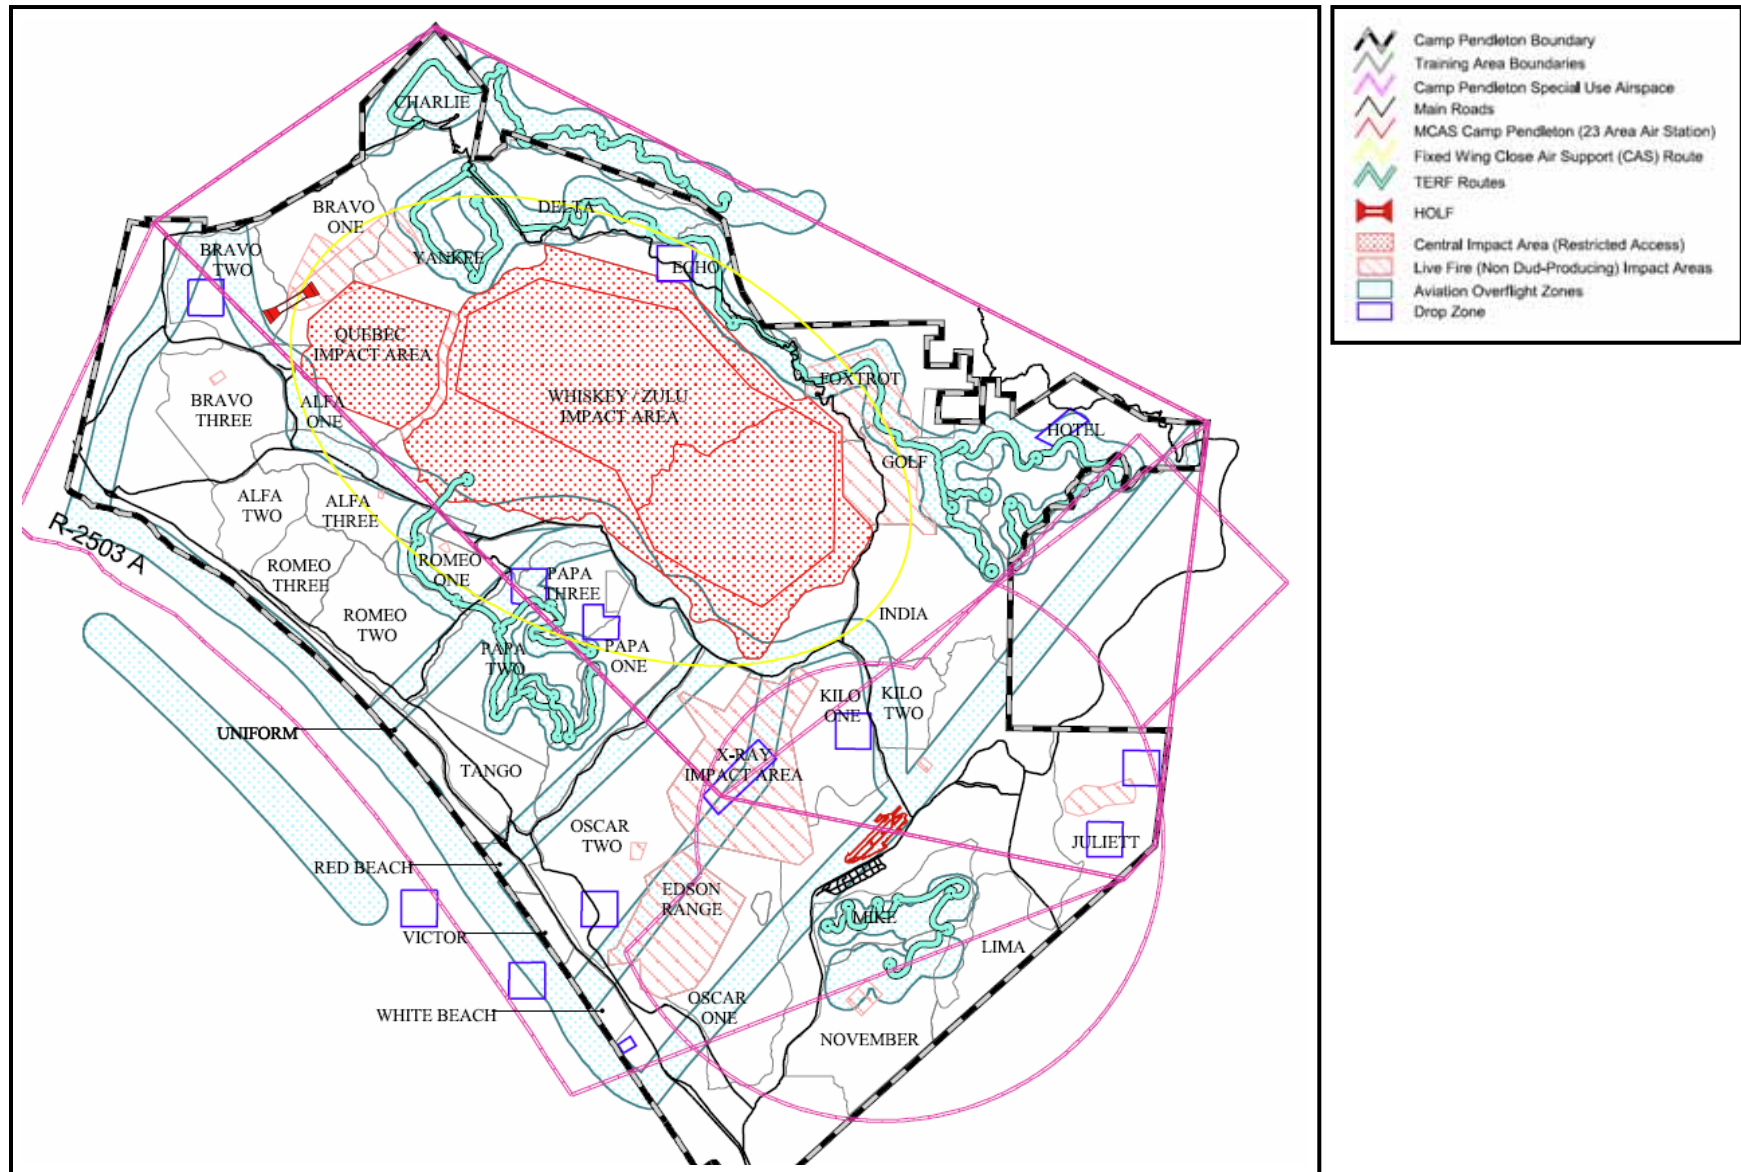 CHARLIE
BRAVO
ONE
DELTA
BRAVO
TWO
YANKEE
ECHO
QUEBEC
IMPACT AREA
WHISKEY / ZULU
IMPACT AREA
FOXTROT
BRAVO
THREE
ALFA
ONE
HOTEL
GOLF
ALFA
TWO
ALFA
THREE
R-2503 A
ROMEO
ONE
ROMEO
THREE
PAPA
THREE
ROMEO
TWO
INDIA
PAPA
TWO
PAPA
ONE
KILO
ONE
KILO
TWO
UNIFORM
TANGO
X-RAY
IMPACT AREA
OSCAR
TWO
JULIETT
RED BEACH
EDSON
RANGE
MIKE
VICTOR
LIMA
WHITE BEACH
OSCAR
ONE
NOVEMBER
Camp Pendleton Boundary
Training Area Boundaries
Camp Pendleton Special Use Airspace
Main Roads
MCAS Camp Pendleton (23 Area Air Station)
Fixed Wing Close Air Support (CAS) Route
TERF Routes
HOLF
Central Impact Area (Restricted Access)
Live Fire (Non Dud-Producing) Impact Areas
Aviation Overflight Zones
Drop Zone